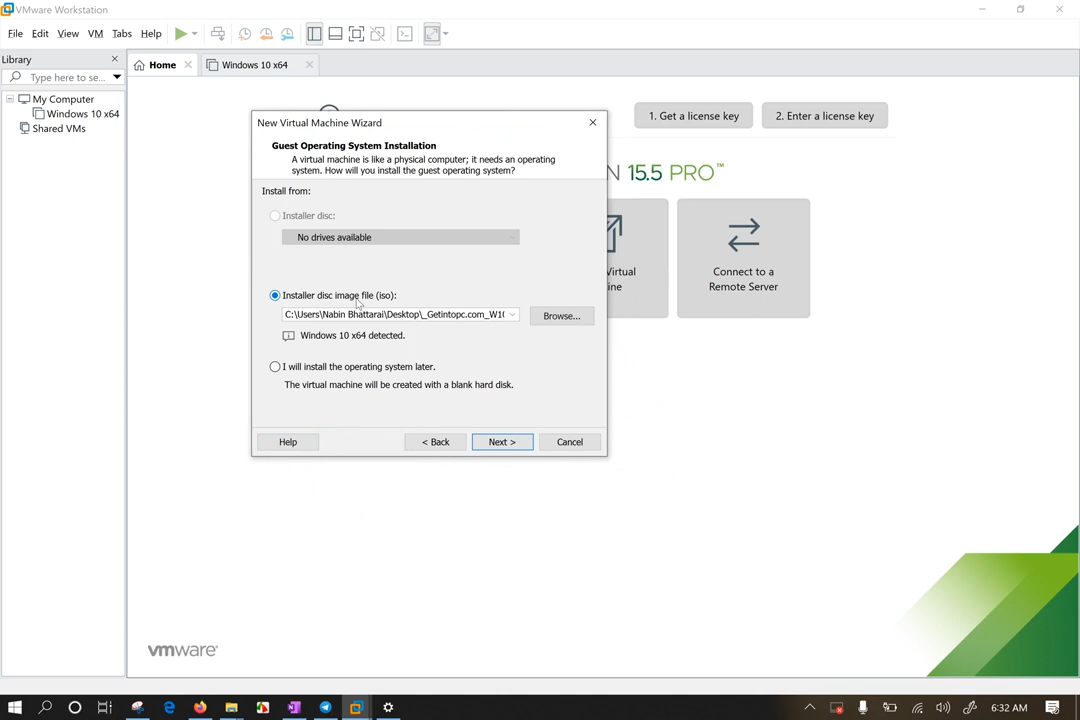 VMware Workstation
File Edit View VM Tabs Help
Library
Type here to se...
My Computer
Windows 10 x64
Shared VMs
Home
Windows 10 x64
1. Get a license key
2. Enter a license key
N 15.5 PRO™
Virtual
ine
Connect to a
Remote Server
New Virtual Machine Wizard
Guest Operating System Installation
A virtual machine is like a physical computer; it needs an operating
system. How will you install the guest operating system?
Install from:
Installer disc:
No drives available
Installer disc image file (iso):
C:\Users\Nabin Bhattarai\Desktop\_Getintopc.com_W1(
Browse...
Windows 10 x64 detected.
I will install the operating system later.
The virtual machine will be created with a blank hard disk.
Help
< Back
Next >
Cancel
vmware®
6:32 AM